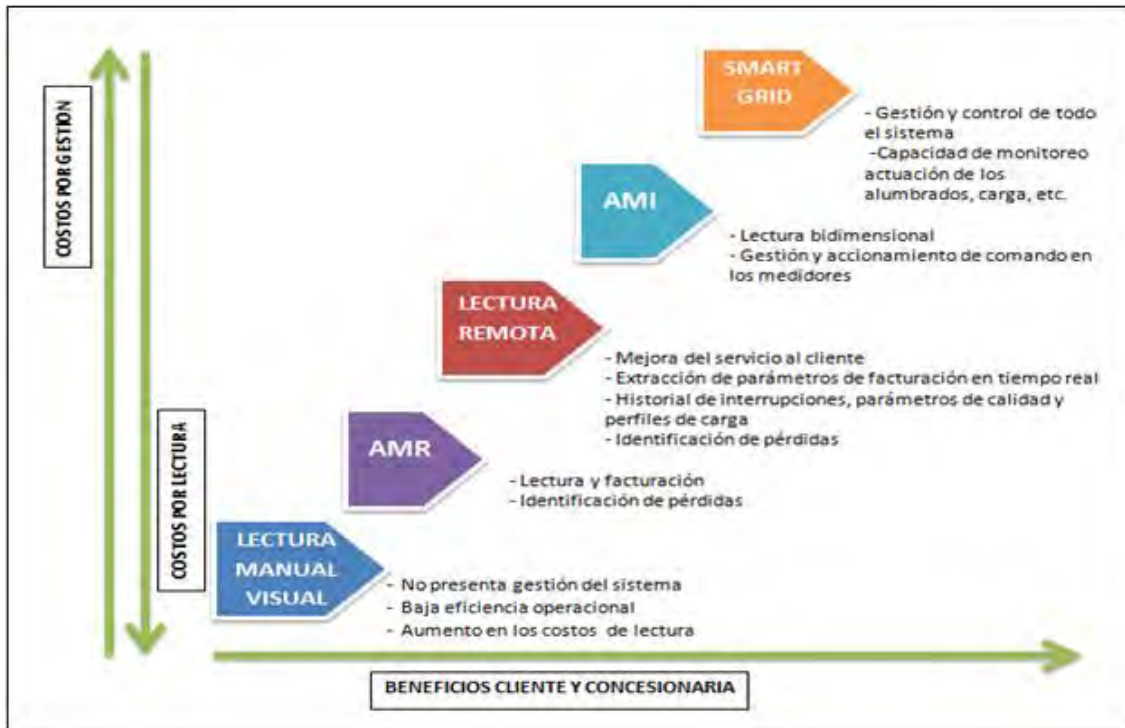 COSTOS POR GESTION
COSTOS POR LECTURA
SMART
GRID
- Gestión y control de todo
el sistema
-Capacidad de monitoreo
actuación de los
alumbrados, carga, etc.
AMI
- Lectura bidimensional
- Gestión y accionamiento de comando en
los medidores
LECTURA
REMOTA
- Mejora del servicio al cliente
- Extracción de parámetros de facturación en tiempo real
- Historial de interrupciones, parámetros de calidad y
perfiles de carga
- Identificación de pérdidas
AMR
- Lectura y facturación
- Identificación de pérdidas
LECTURA
MANUAL
VISUAL
- No presenta gestión del sistema
- Baja eficiencia operacional
- Aumento en los costos de lectura
BENEFICIOS CLIENTE Y CONCESIONARIA